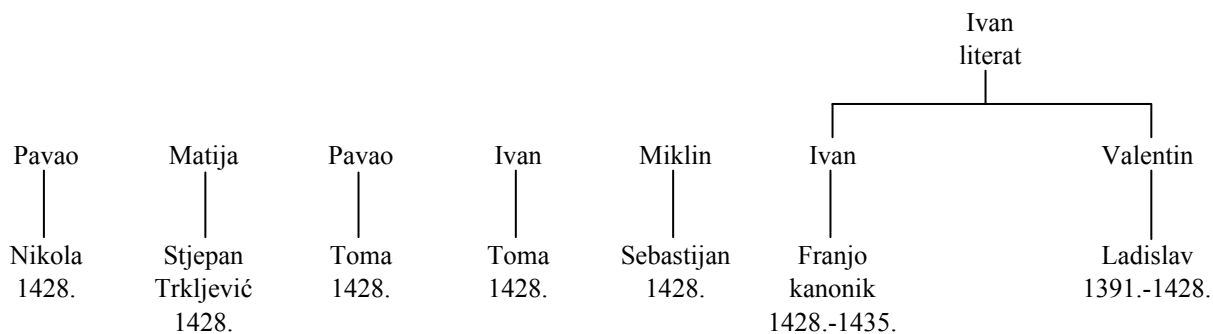 Ivan
literat
Pavao Matija Pavao Ivan Miklin Ivan Valentin
Nikola Stjepan Toma Toma Sebastijan Franjo Ladislav
1428. Trkljević 1428. 1428. 1428. kanonik 1391.-1428.
1428. 1428.-1435.